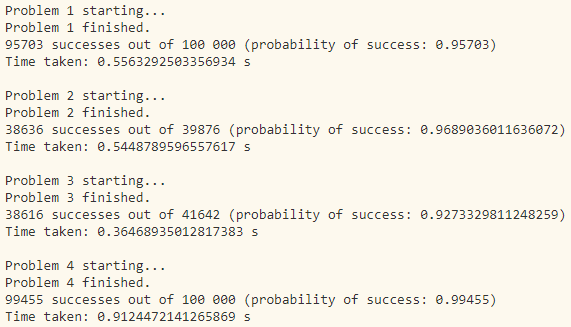 Problem 1 starting...
Problem 1 finished.
95703 successes out of 100 000 (probability of success: 0.95703)
Time taken: 0.5563292503356934 s
Problem 2 starting...
Problem 2 finished.
38636 successes out of 39876 (probability of success: 0.9689036011636072)
Time taken: 0.5448789596557617 s
Problem 3 starting...
Problem 3 finished.
38616 successes out of 41642 (probability of success: 0.9273329811248259)
Time taken: 0.36468935012817383 s
Problem 4 starting...
Problem 4 finished.
99455 successes out of 100 000 (probability of success: 0.99455)
Time taken: 0.9124472141265869 s